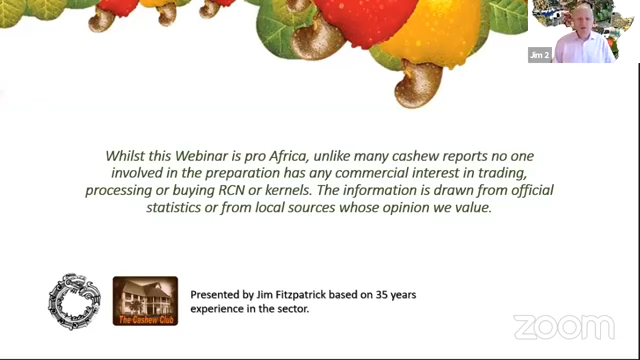 Jim 2
Whilst this Webinar is pro Africa, unlike many cashew reports no one
involved in the preparation has any commercial interest in trading,
processing or buying RCN or kernels. The information is drawn from official
statistics or from local sources whose opinion we value.
The Cashew Club
Presented by Jim Fitzpatrick based on 35 years
experience in the sector.
zoom